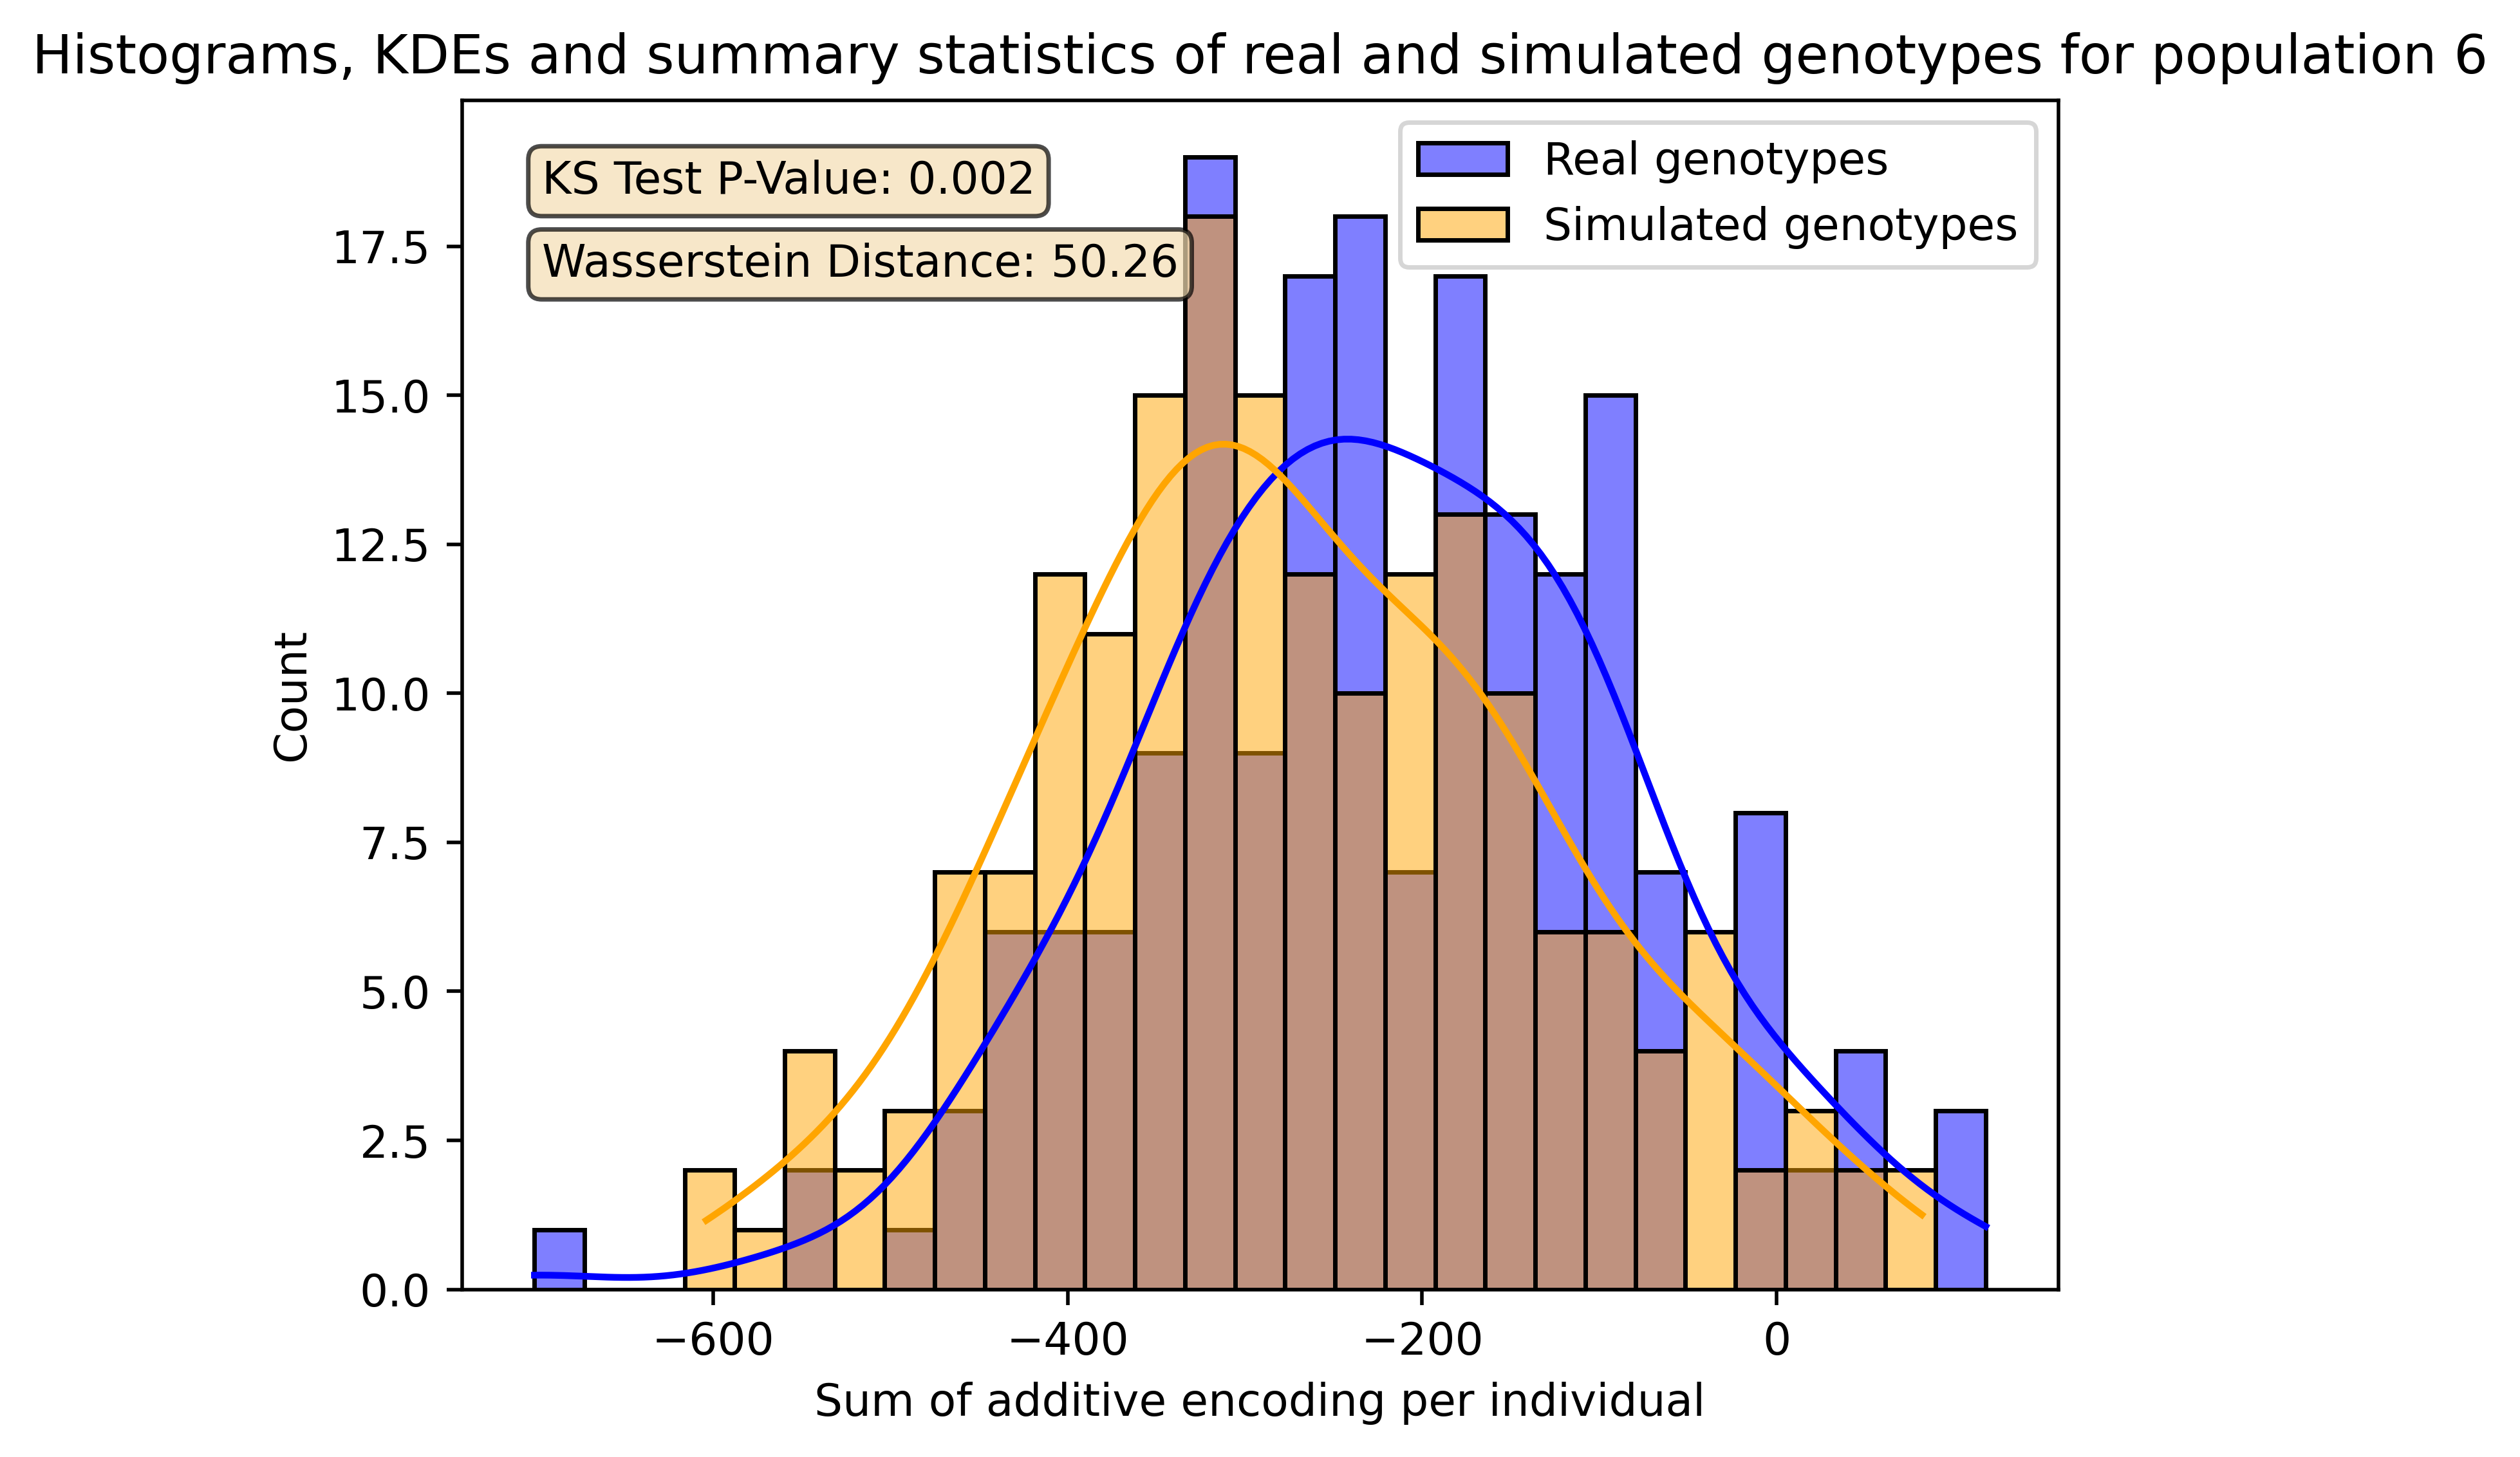 Histograms, KDEs and summary statistics of real and simulated genotypes for population 6
KS Test P-Value: 0.002
Wasserstein Distance: 50.26
Real genotypes
Simulated genotypes
17.5
15.0
12.5
10.0
7.5
5.0
2.5
0.0
Count
−600
−400
−200
0
Sum of additive encoding per individual